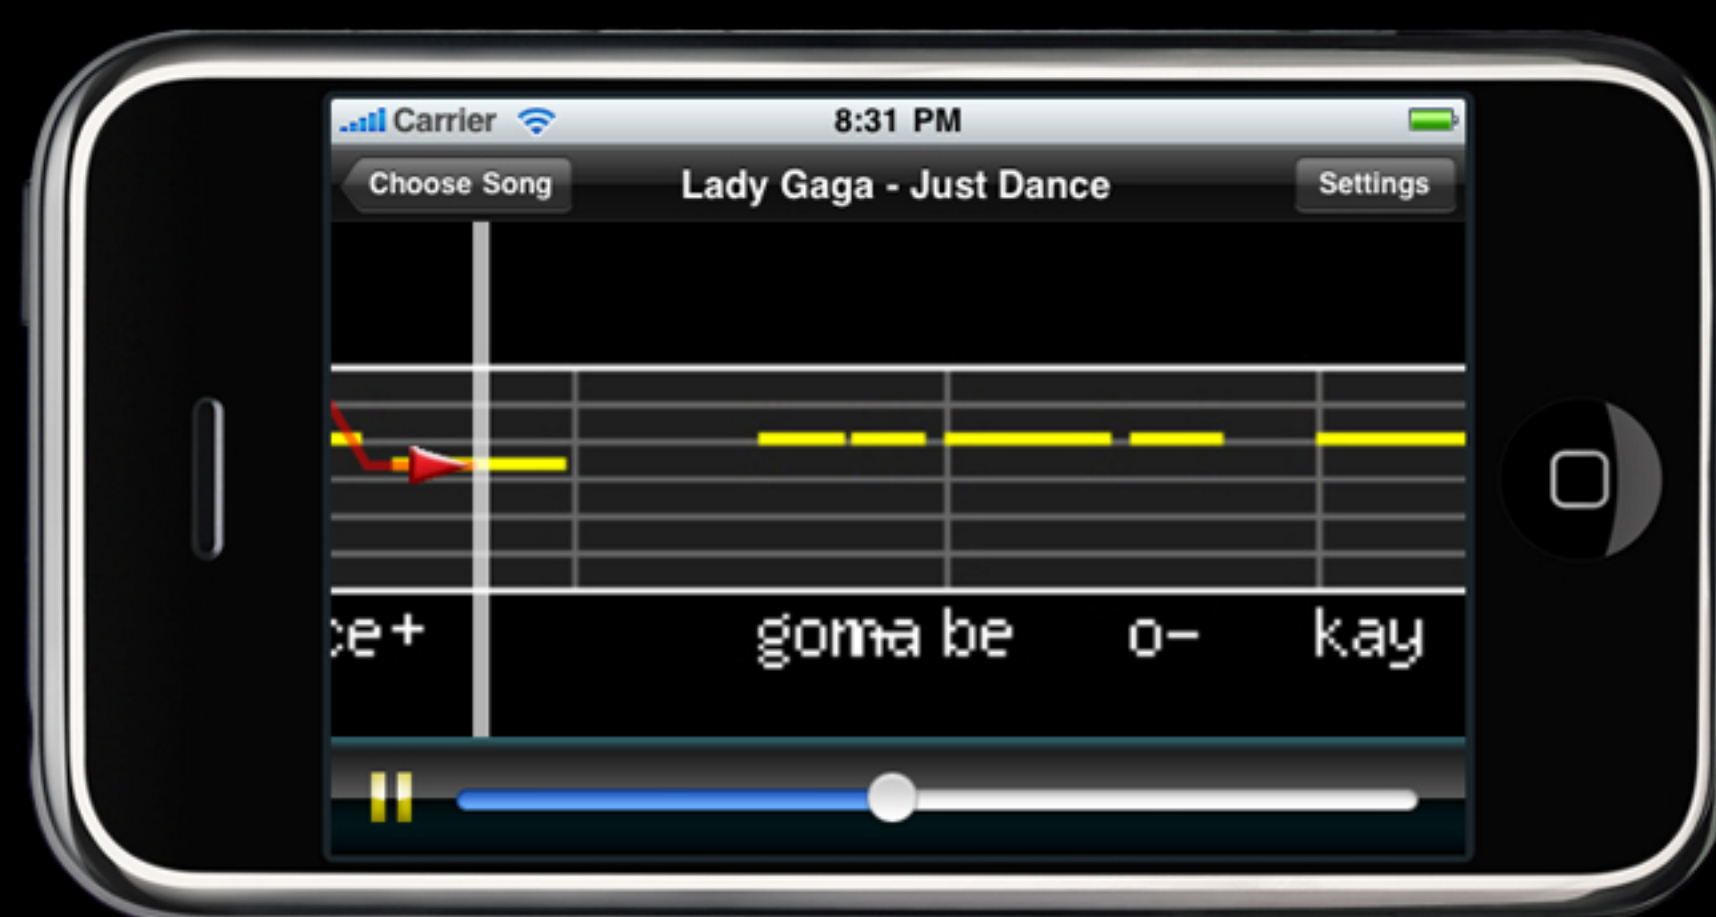 Carrier 8:31 PM
Choose Song Lady Gaga - Just Dance Settings
ce+ gonna be o- kay